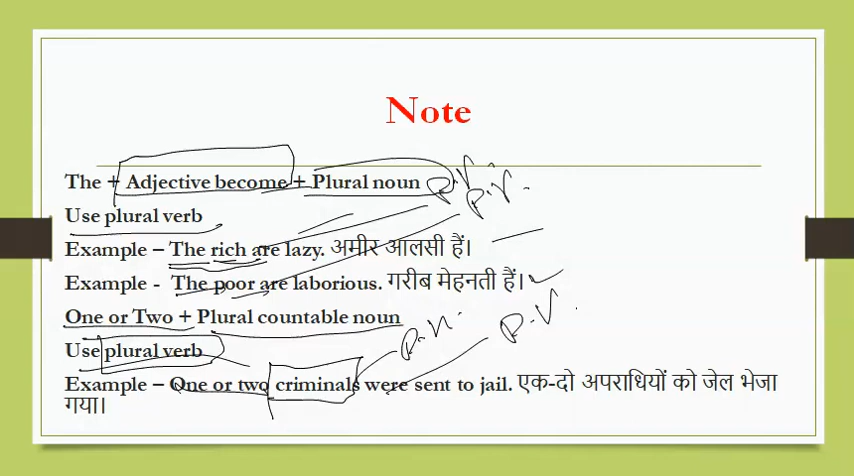 Note
The + Adjective become + Plural noun P.V P.V.
Use plural verb
Example – The rich are lazy. अमीर आलसी हैं।
Example - The poor are laborious. गरीब मेहनती हैं।
One or Two + Plural countable noun
Use plural verb P.N. P.V.
Example – One or two criminals were sent to jail. एक-दो अपराधियों को जेल भेजा
गया।